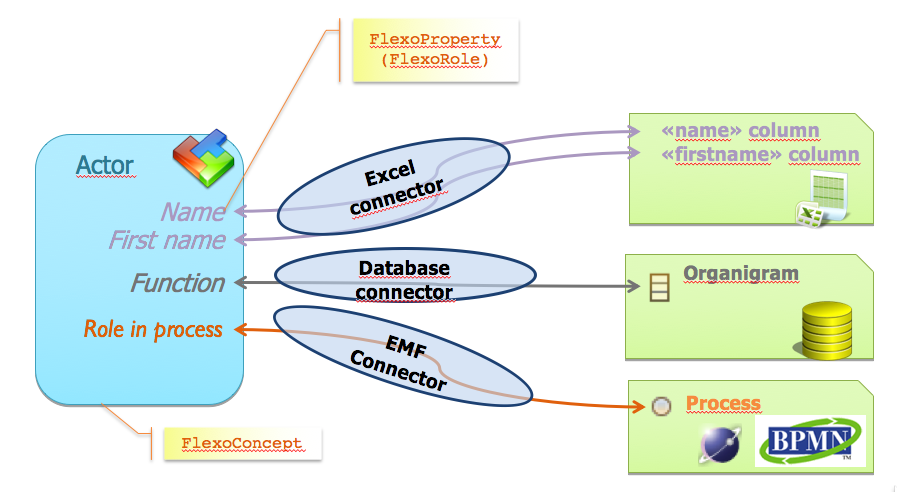 FlexoProperty
(FlexoRole)
Actor
Name
First name
Function
Role in process
Excel
connector
Database
connector
EMF
Connector
«name» column
«firstname» column
Organigram
Process
BPMN
TM
FlexoConcept